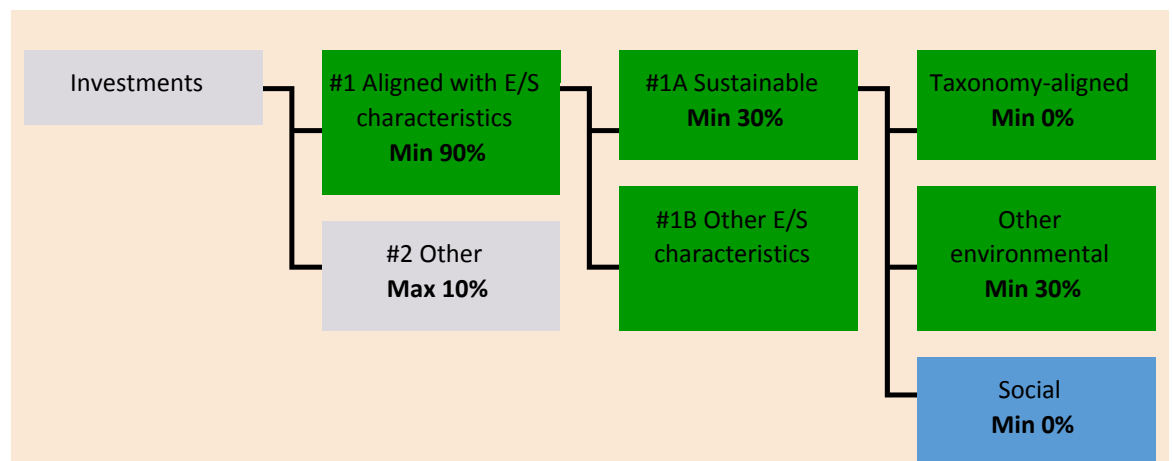 Investments
#1 Aligned with E/S
characteristics
Min 90%
#2 Other
Max 10%
#1A Sustainable
Min 30%
#1B Other E/S
characteristics
Taxonomy-aligned
Min 0%
Other
environmental
Min 30%
Social
Min 0%